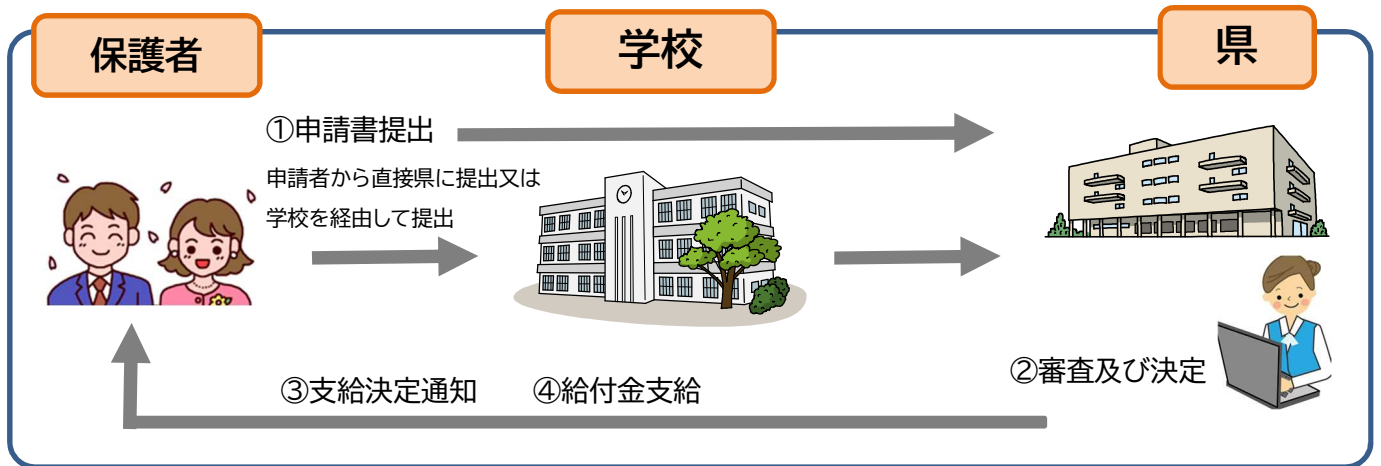 保護者
学校
県
①申請書提出
申請者から直接県に提出又は
学校を経由して提出
②審査及び決定
③支給決定通知
④給付金支給